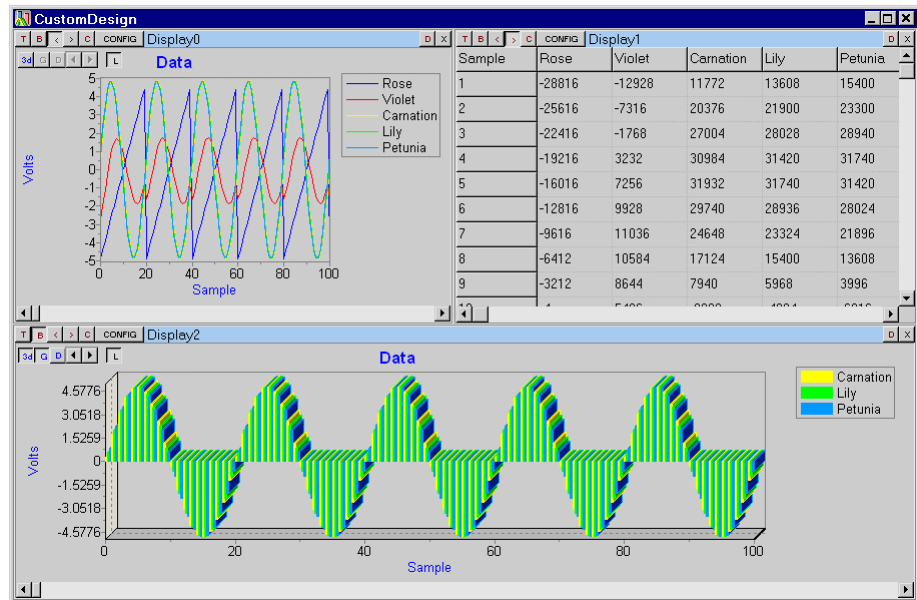 CustomDesign
T B < > C CONFIG Display0 D X
3d G D L
Data
Volts
5
4
3
2
1
0
-1
-2
-3
-4
-5
0 20 40 60 80 100
Sample
Rose
Violet
Carnation
Lily
Petunia
T B < > C CONFIG Display1 D X
Sample Rose Violet Carnation Lily Petunia
1 -28816 -12928 11772 13608 15400
2 -25616 -7316 20376 21900 23300
3 -22416 -1768 27004 28028 28940
4 -19216 3232 30984 31420 31740
5 -16016 7256 31932 31740 31420
6 -12816 9928 29740 28936 28024
7 -9616 11036 24648 23324 21896
8 -6412 10584 17124 15400 13608
9 -3212 8644 7940 5968 3996
T B < > C CONFIG Display2 D X
3d G D L
Data
Volts
4.5776
3.0518
1.5259
0
-1.5259
-3.0518
-4.5776
0 20 40 60 80 100
Sample
Carnation
Lily
Petunia